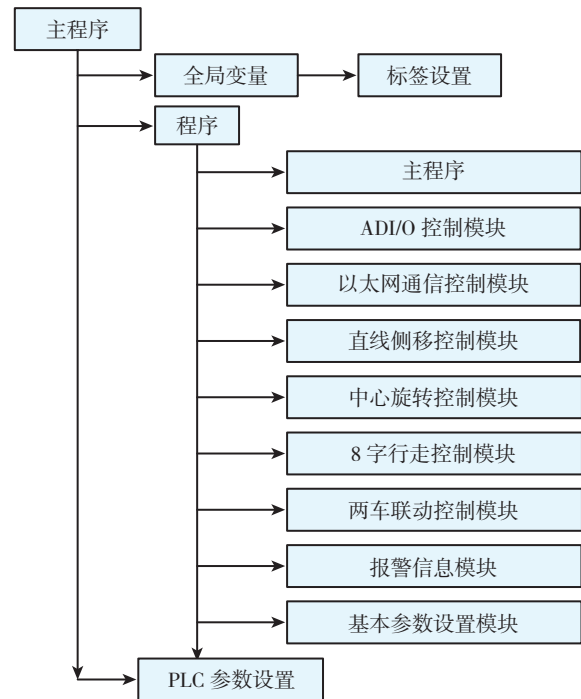 主程序
全局变量
标签设置
程序
主程序
ADI/O 控制模块
以太网通信控制模块
直线侧移控制模块
中心旋转控制模块
8 字行走控制模块
两车联动控制模块
报警信息模块
基本参数设置模块
PLC 参数设置